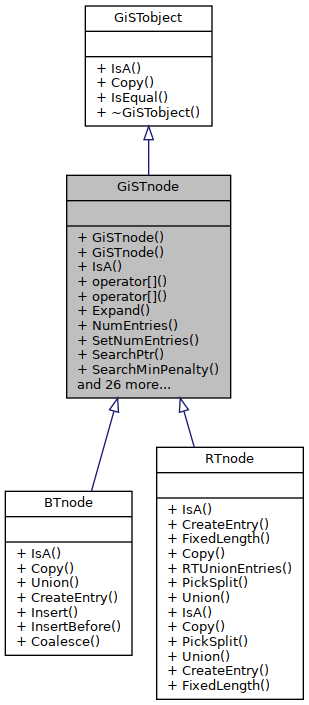 GiSTobject
+ IsA()
+ Copy()
+ IsEqual()
+ ~GiSTobject()
GiSTnode
+ GiSTnode()
+ GiSTnode()
+ IsA()
+ operator[]()
+ operator[]()
+ Expand()
+ NumEntries()
+ SetNumEntries()
+ SearchPtr()
+ SearchMinPenalty()
and 26 more...
BTnode
+ IsA()
+ Copy()
+ Union()
+ CreateEntry()
+ Insert()
+ InsertBefore()
+ Coalesce()
RTnode
+ IsA()
+ CreateEntry()
+ FixedLength()
+ Copy()
+ RTUnionEntries()
+ PickSplit()
+ Union()
+ IsA()
+ Copy()
+ PickSplit()
+ Union()
+ CreateEntry()
+ FixedLength()